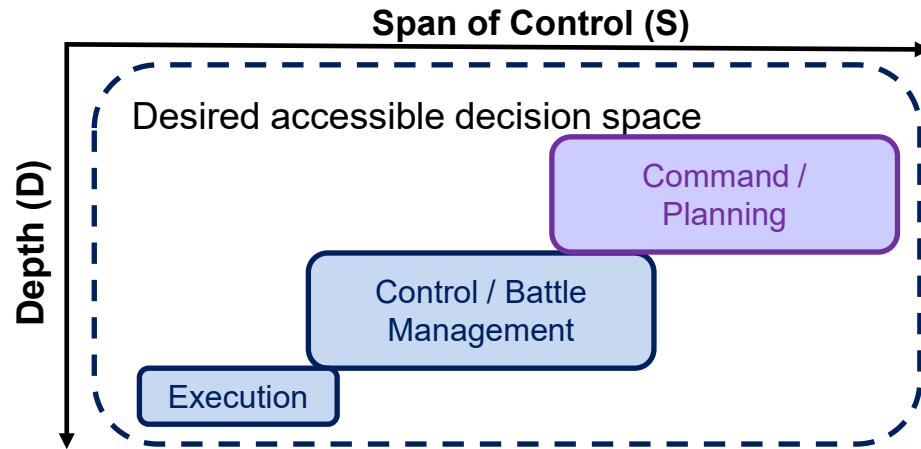 Span of Control (S)
Depth (D)
Desired accessible decision space
Command /
Planning
Control / Battle
Management
Execution